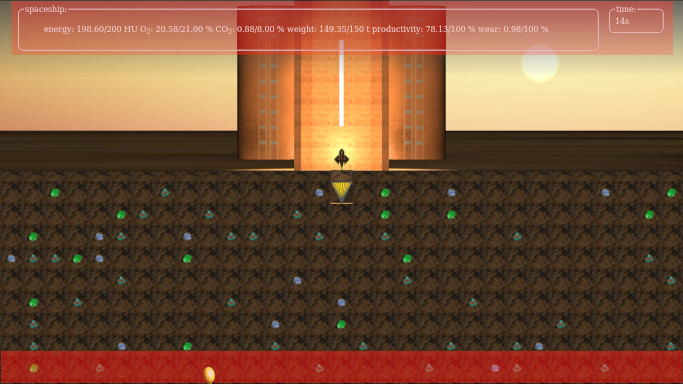 spaceship:
energy: 198.60/200 HU O2: 20.58/21.00 % CO2: 0.88/8.00 % weight: 149.35/150 t productivity: 78.13/100 % wear: 0.98/100 %
time:
14s